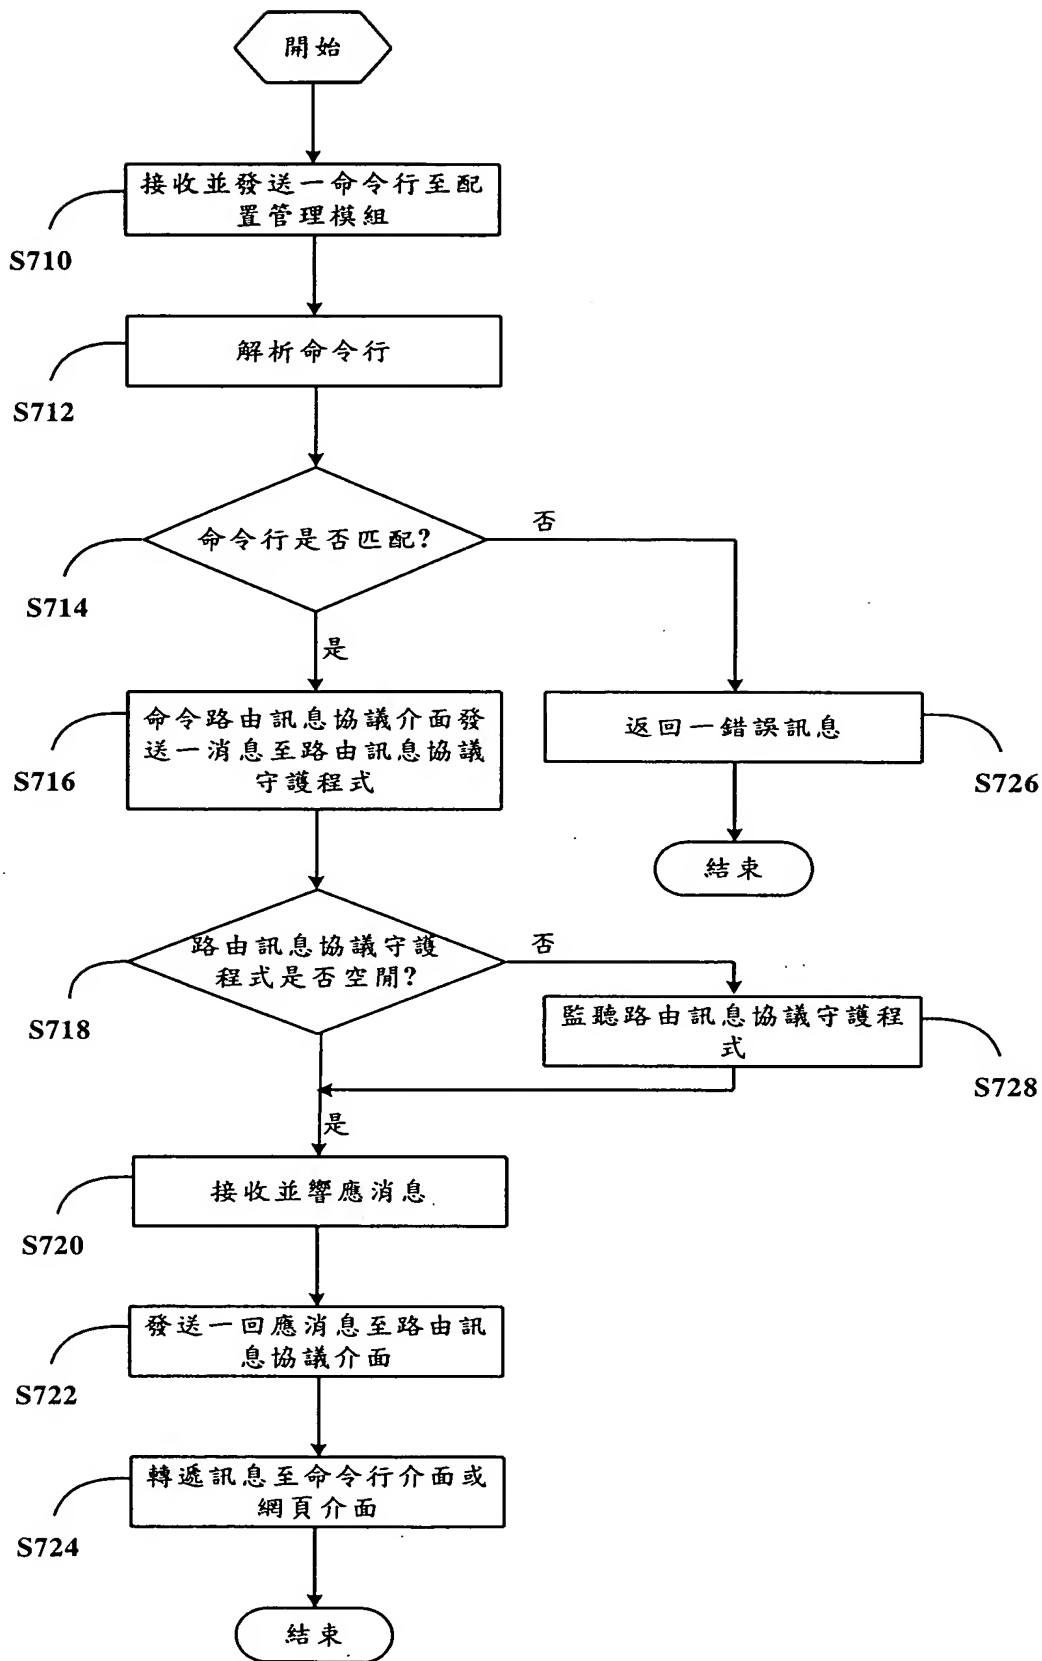 開始
接收並發送一命令行至配
置管理模組
S710
解析命令行
S712
命令行是否匹配?
否
S714
是
命令路由訊息協議介面發
送一消息至路由訊息協議
守護程式
S716
返回一錯誤訊息
S726
結束
路由訊息協議守護
程式是否空閒?
否
S718
監聽路由訊息協議守護程
式
S728
是
接收並響應消息
S720
發送一回應消息至路由訊
息協議介面
S722
轉遞訊息至命令行介面或
網頁介面
S724
結束